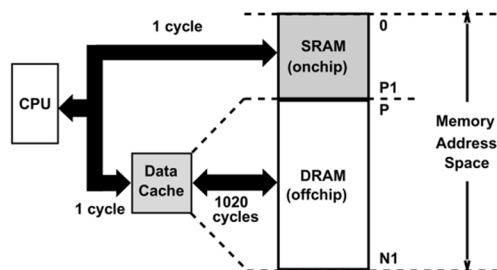 1 cycle
SRAM
(onchip)
0
P1
P
CPU
Memory
Address
Space
Data
Cache
1 cycle
1020
cycles
DRAM
(offchip)
N1